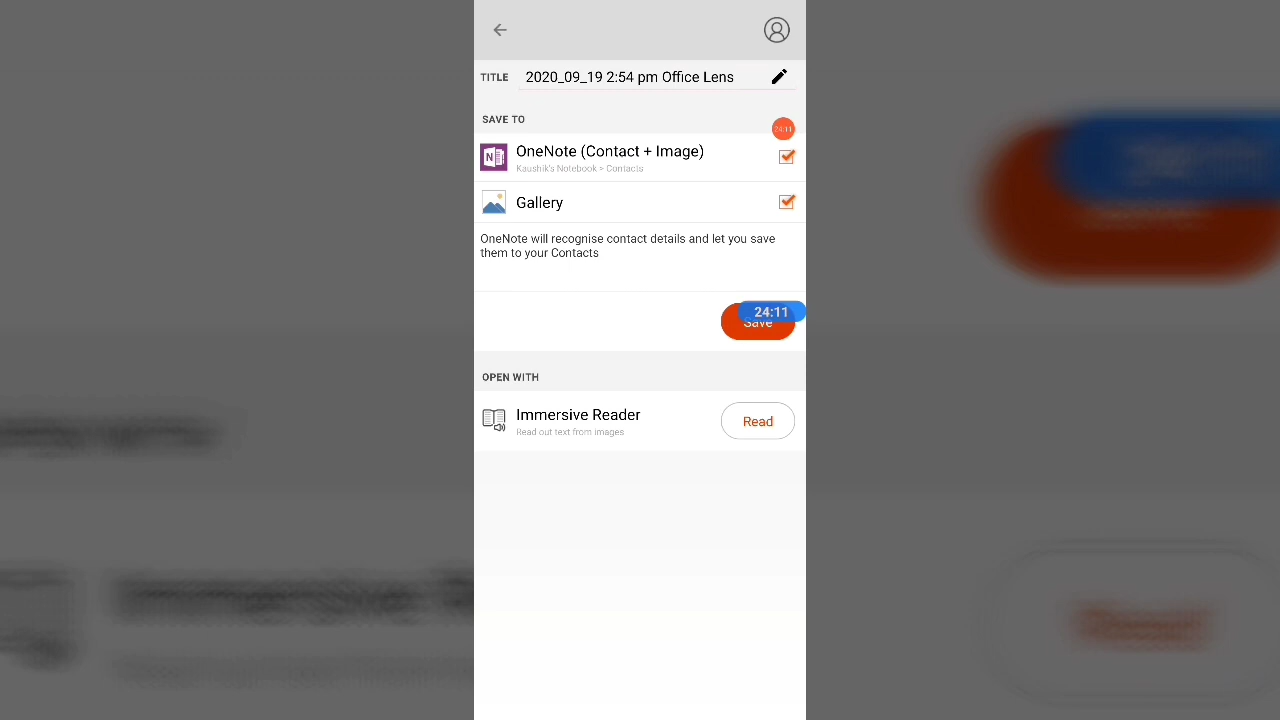 TITLE 2020_09_19 2:54 pm Office Lens
SAVE TO
24:11
OneNote (Contact + Image)
Kaushik's Notebook > Contacts
Gallery
OneNote will recognise contact details and let you save
them to your Contacts
24:11
Save
OPEN WITH
Immersive Reader
Read out text from images
Read